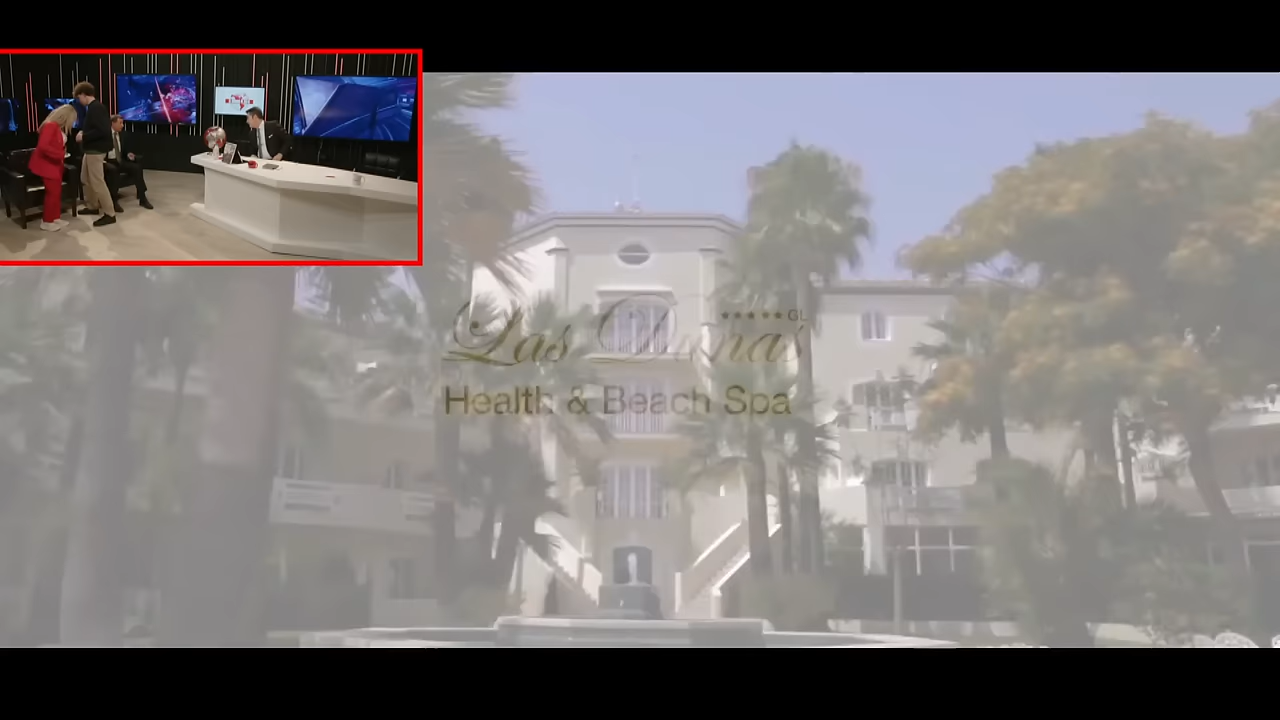 ★★★★★ GL
Las Dunas
Health & Beach Spa